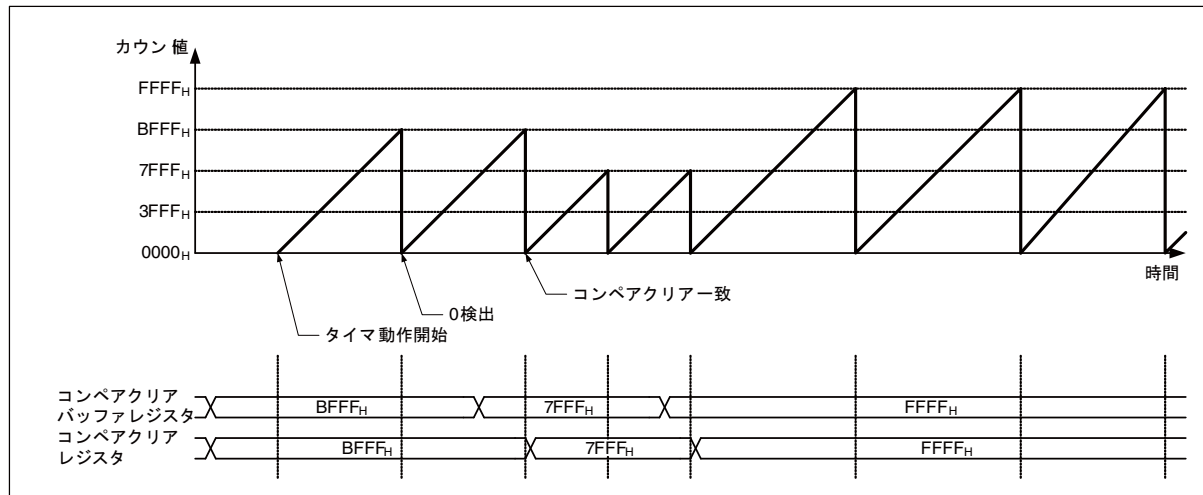 カウン 値
FFFFH
BFFFH
7FFFH
3FFFH
0000H
時間
コンペアクリア一致
0検出
タイマ 動作開始
コンペアクリア
バッファレジスタ
BFFFH
7FFFH
FFFFH
コンペアクリア
レジスタ
BFFFH
7FFFH
FFFFH